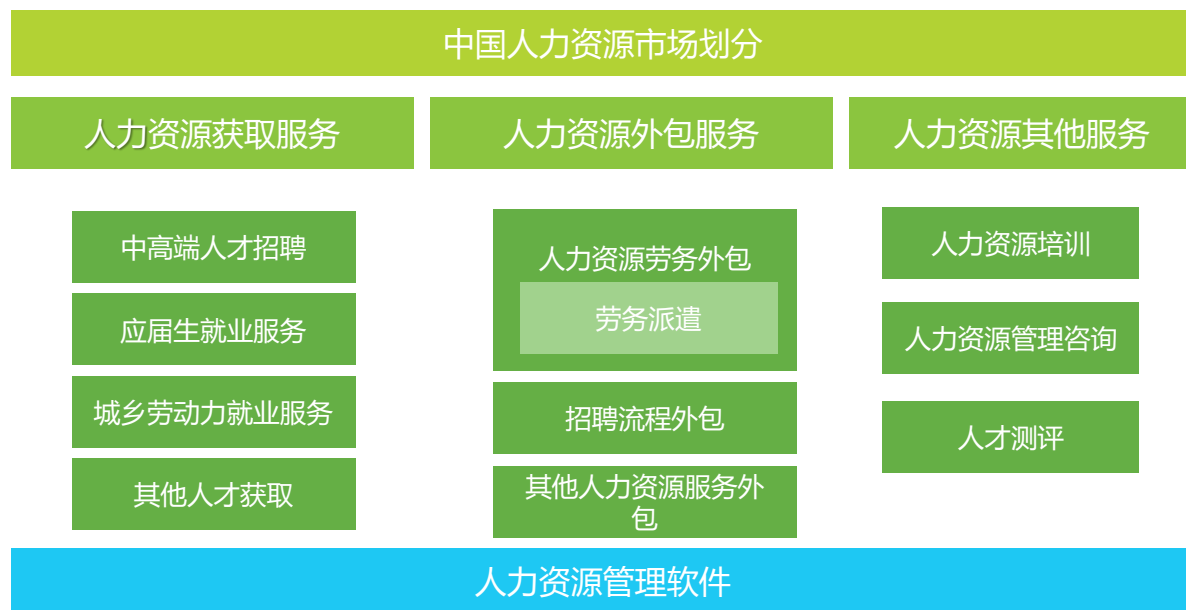 中国人力资源市场划分
人力资源获取服务
人力资源外包服务
人力资源其他服务
中高端人才招聘
应届生就业服务
城乡劳动力就业服务
其他人才获取
人力资源劳务外包
劳务派遣
招聘流程外包
其他人力资源服务外
包
人力资源培训
人力资源管理咨询
人才测评
人力资源管理软件